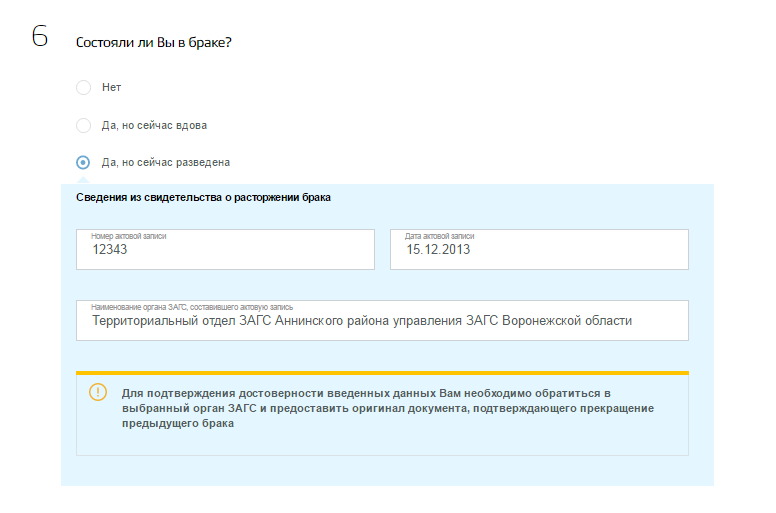 6
Состояли ли Вы в браке?
Нет
Да, но сейчас вдова
Да, но сейчас разведена
Сведения из свидетельства о расторжении брака
Номер актовой записи
12343
Дата актовой записи
15.12.2013
Наименование органа ЗАГС, составившего актовую запись
Территориальный отдел ЗАГС Аннинского района управления ЗАГС Воронежской области
Для подтверждения достоверности введенных данных Вам необходимо обратиться в
выбранный орган ЗАГС и предоставить оригинал документа, подтверждающего прекращение
предыдущего брака